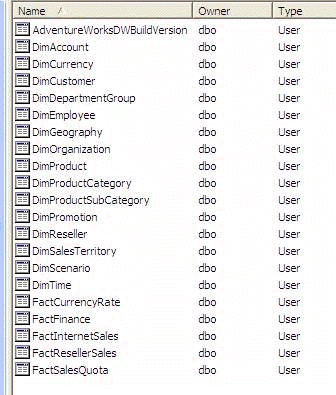 Name Owner Type
AdventureWorksDWBuildVersion dbo User
DimAccount dbo User
DimCurrency dbo User
DimCustomer dbo User
DimDepartmentGroup dbo User
DimEmployee dbo User
DimGeography dbo User
DimOrganization dbo User
DimProduct dbo User
DimProductCategory dbo User
DimProductSubCategory dbo User
DimPromotion dbo User
DimReseller dbo User
DimSalesTerritory dbo User
DimScenario dbo User
DimTime dbo User
FactCurrencyRate dbo User
FactFinance dbo User
FactInternetSales dbo User
FactResellerSales dbo User
FactSalesQuota dbo User